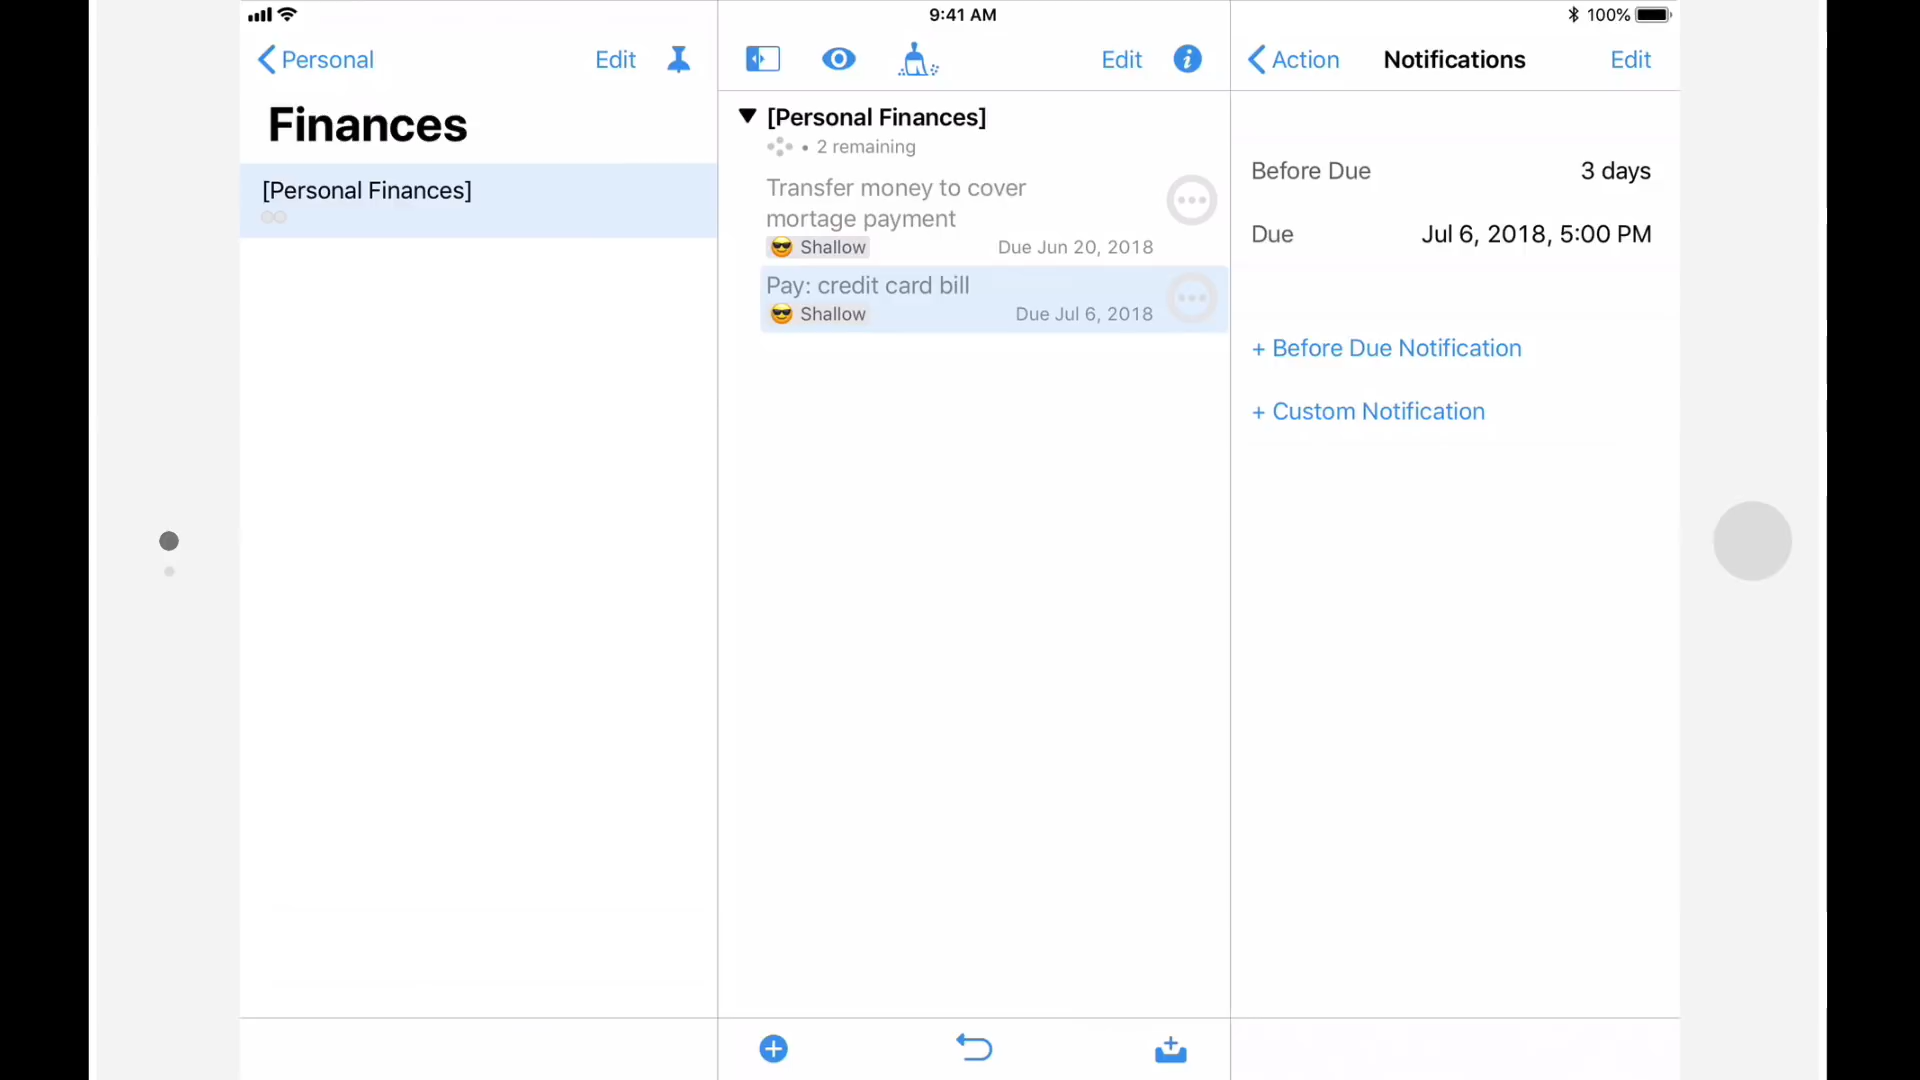 9:41 AM
100%
Personal
Edit
Finances
[Personal Finances]
Edit
[Personal Finances]
• 2 remaining
Transfer money to cover
mortage payment
😎 Shallow
Due Jun 20, 2018
Pay: credit card bill
😎 Shallow
Due Jul 6, 2018
Action
Notifications
Edit
Before Due
3 days
Due
Jul 6, 2018, 5:00 PM
+ Before Due Notification
+ Custom Notification